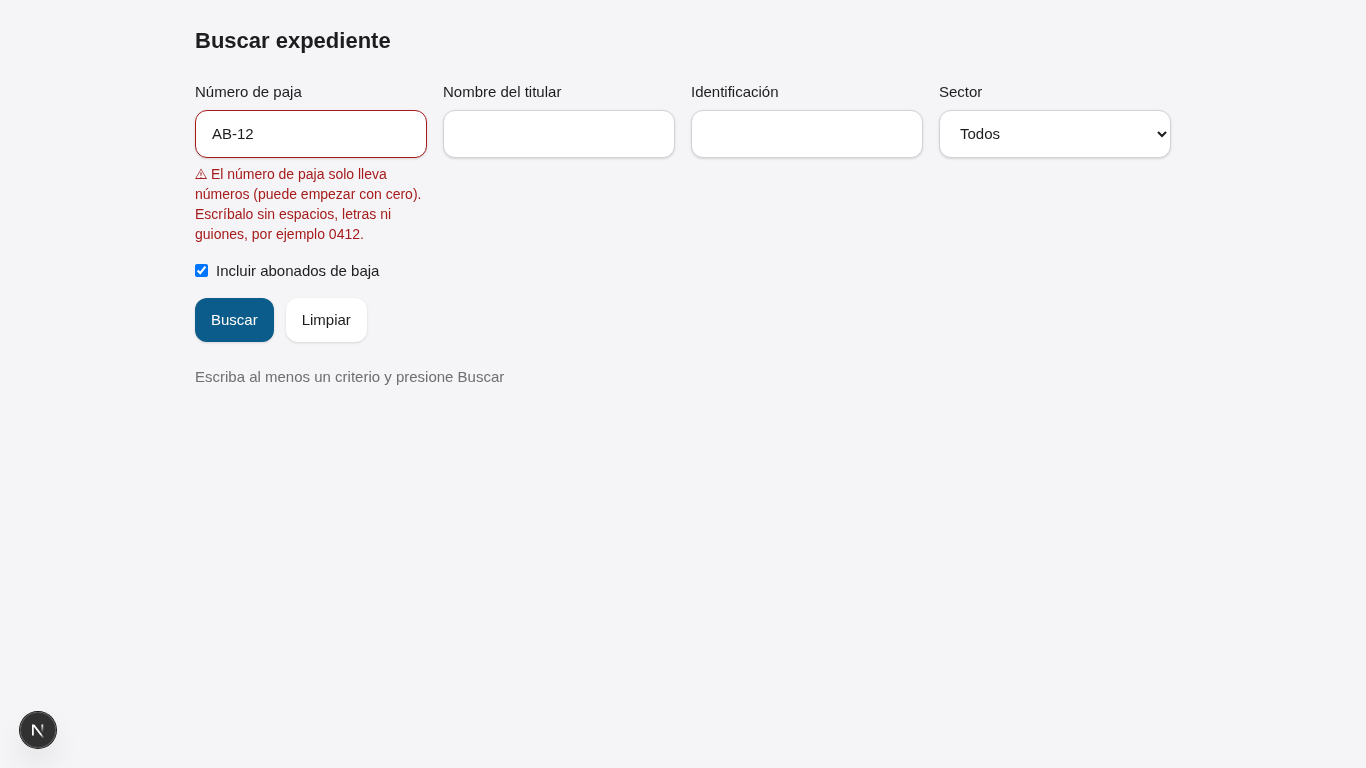 Buscar expediente
Número de paja
Nombre del titular
Identificación
Sector
AB-12
Todos
⚠ El número de paja solo lleva
números (puede empezar con cero).
Escríbalo sin espacios, letras ni
guiones, por ejemplo 0412.
Incluir abonados de baja
Buscar
Limpiar
Escriba al menos un criterio y presione Buscar
N